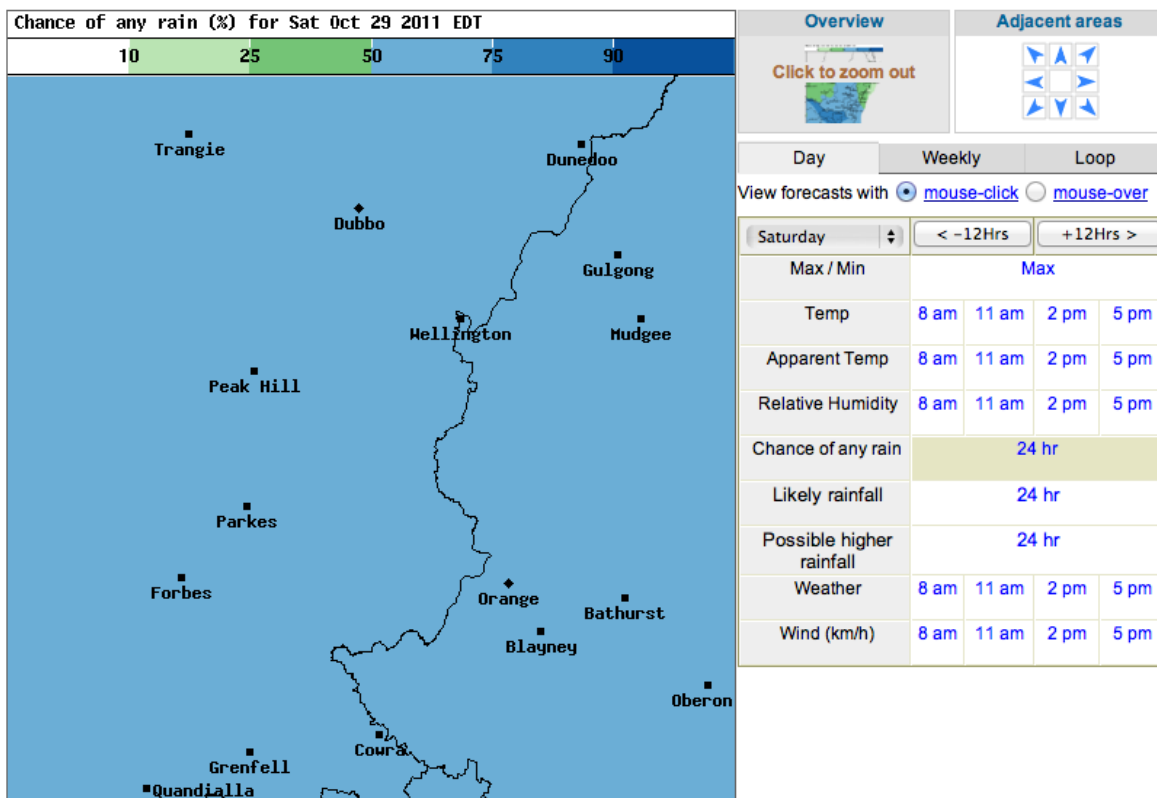 Chance of any rain (%) for Sat Oct 29 2011 EDT
10 25 50 75 90
Trangie
Dunedoo
Dubbo
Gulgong
Wellington
Mudgee
Peak Hill
Parkes
Forbes
Orange
Bathurst
Blayney
Oberon
Cowra
Grenfell
Quandialla
Overview
Click to zoom out
Adjacent areas
Day Weekly Loop
View forecasts with mouse-click mouse-over
Saturday < -12Hrs +12Hrs >
Max / Min Max
Temp 8 am 11 am 2 pm 5 pm
Apparent Temp 8 am 11 am 2 pm 5 pm
Relative Humidity 8 am 11 am 2 pm 5 pm
Chance of any rain 24 hr
Likely rainfall 24 hr
Possible higher
rainfall 24 hr
Weather 8 am 11 am 2 pm 5 pm
Wind (km/h) 8 am 11 am 2 pm 5 pm